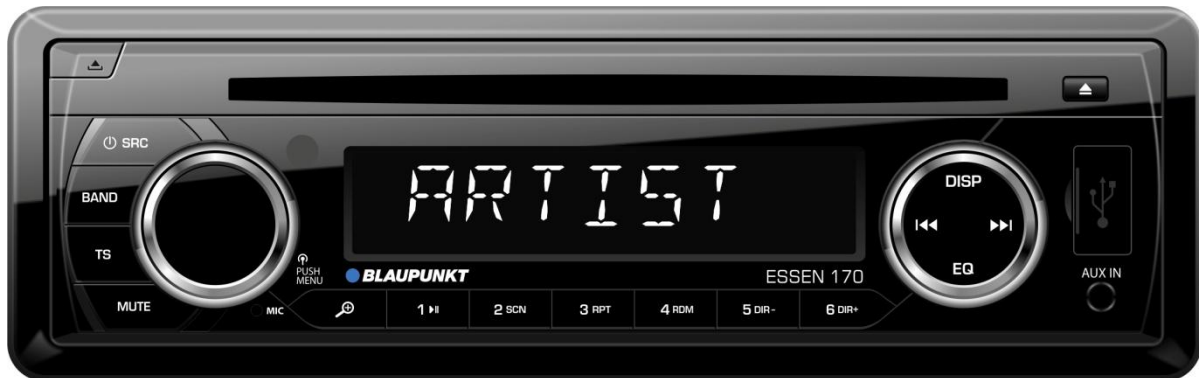 SRC
BAND
TS
MUTE
ARTIST
PUSH
MENU
BLAUPUNKT
ESSEN 170
MIC
1
2 SCN
3 RPT
4 RDM
5 DIR-
6 DIR+
DISP
EQ
AUX IN